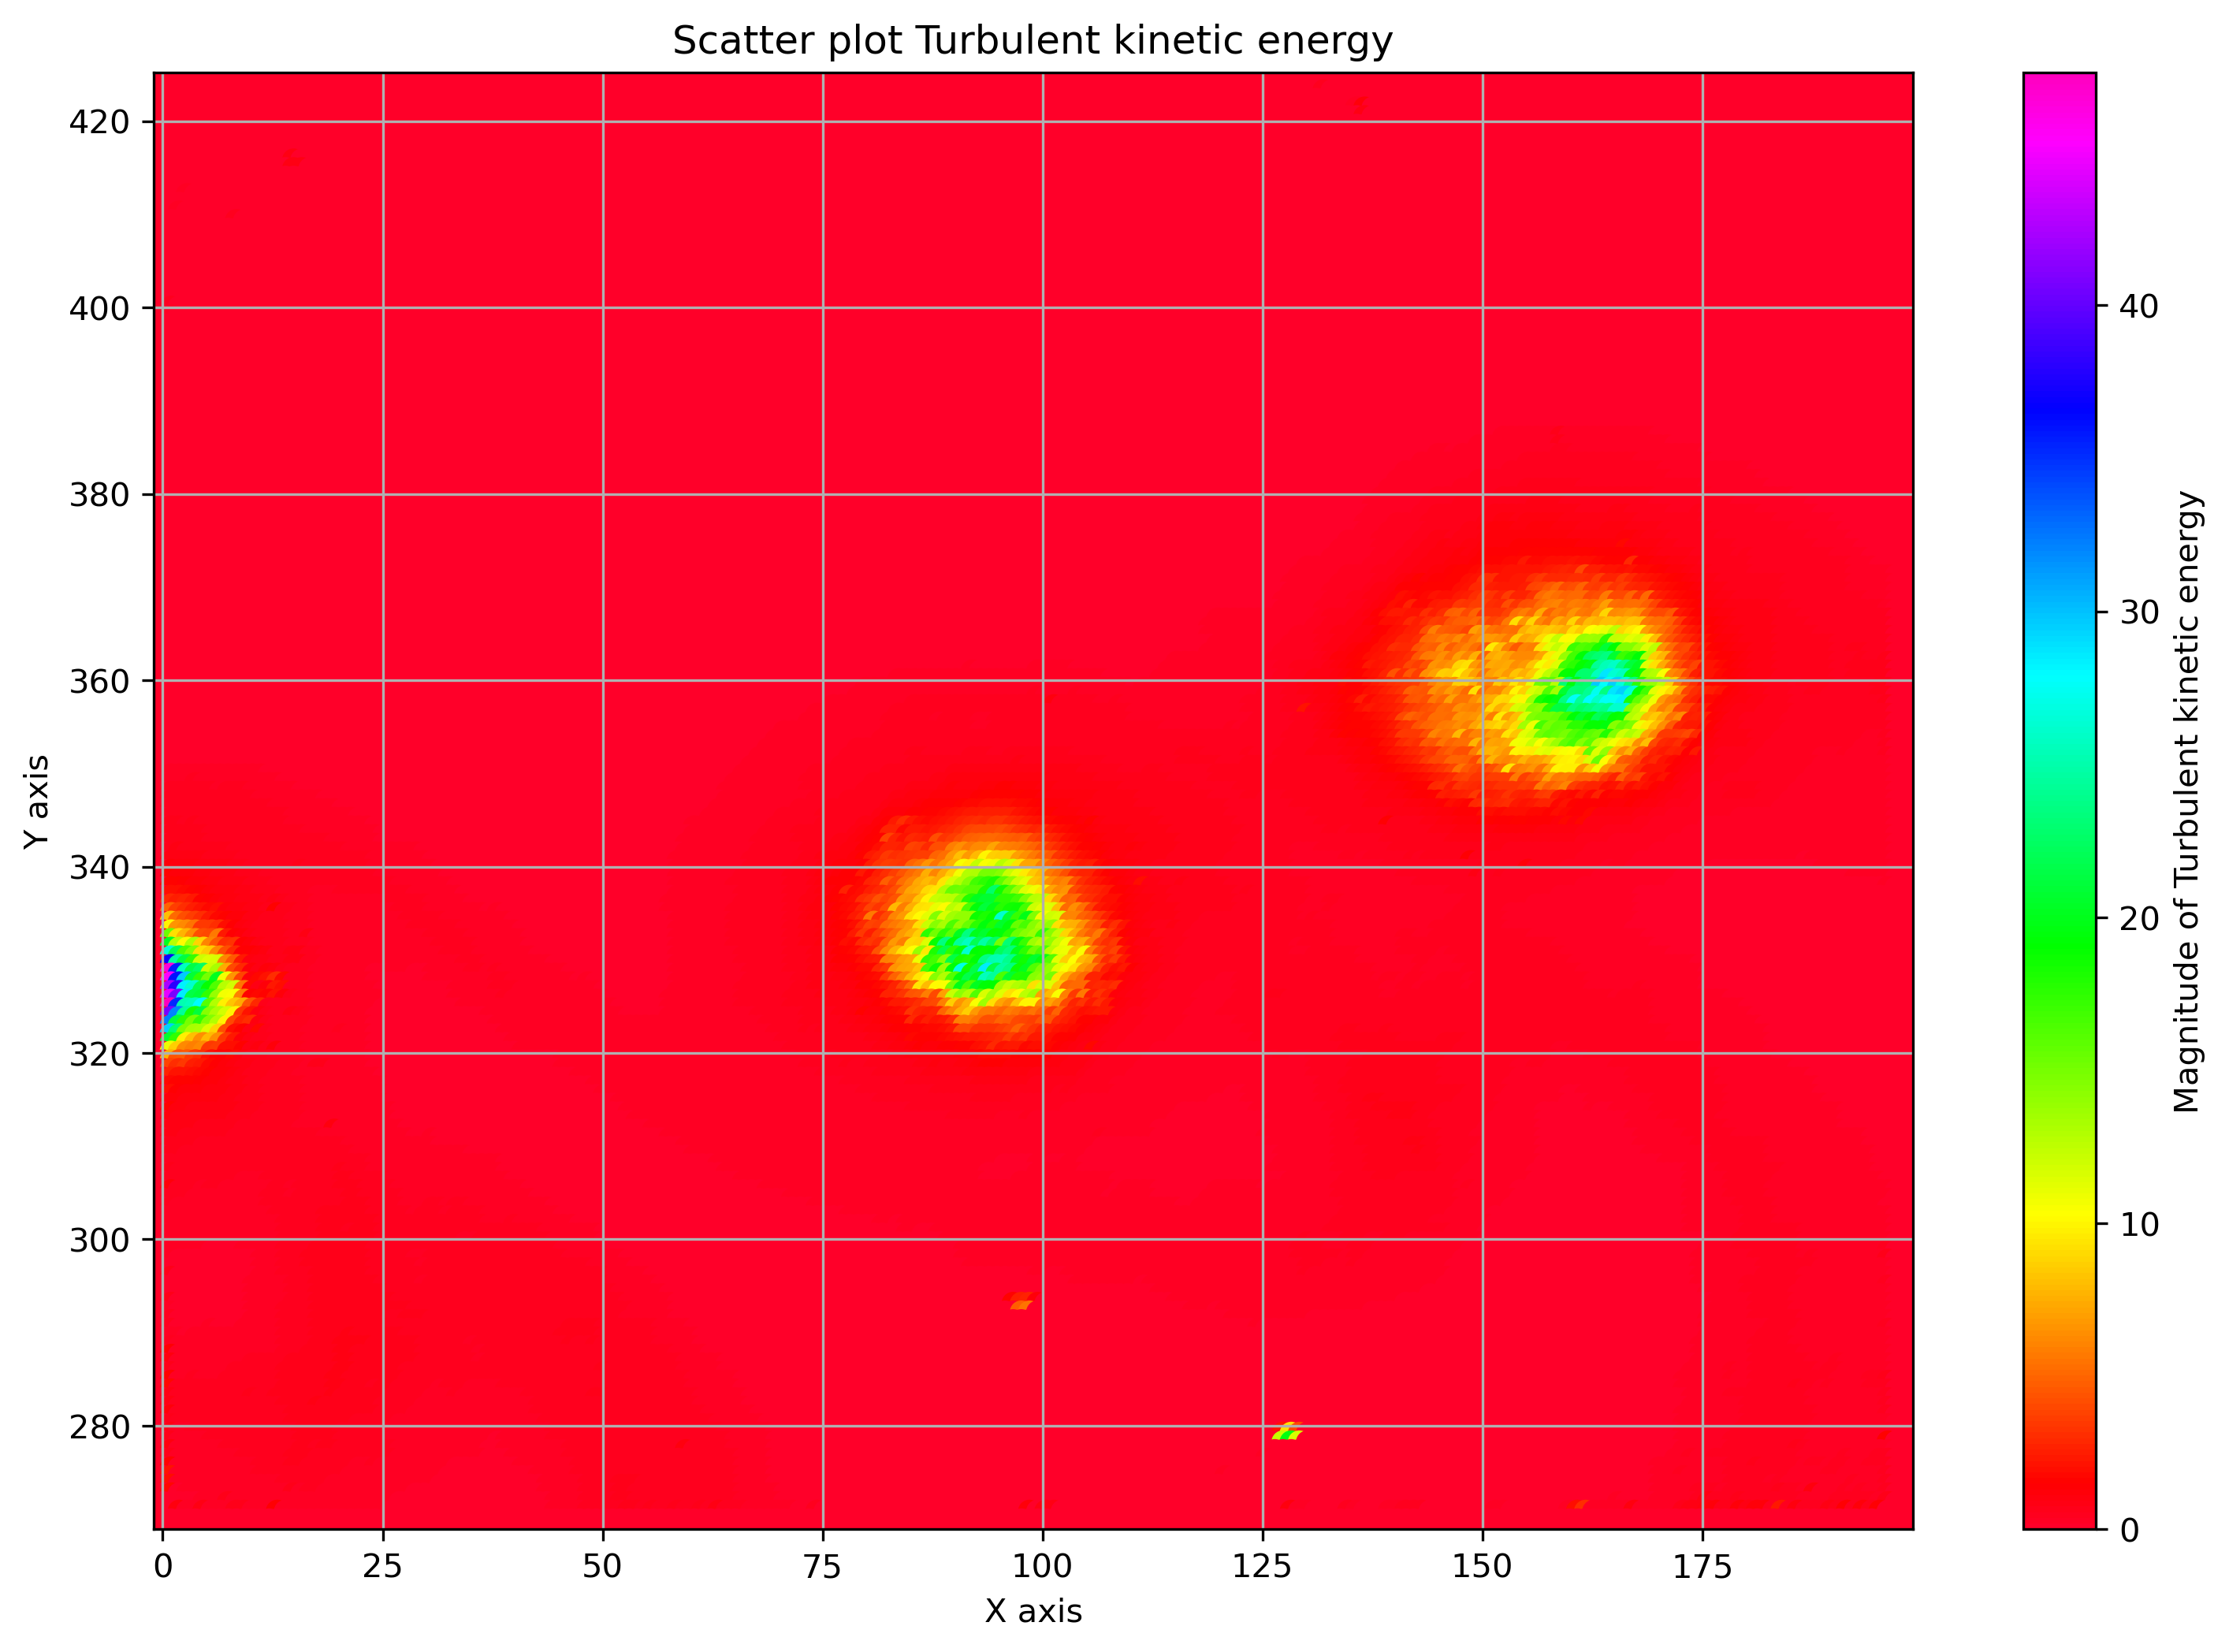 Scatter plot Turbulent kinetic energy
420
400
380
360
340
320
300
280
Y axis
0 25 50 75 100 125 150 175
X axis
40
30
20
10
0
Magnitude of Turbulent kinetic energy